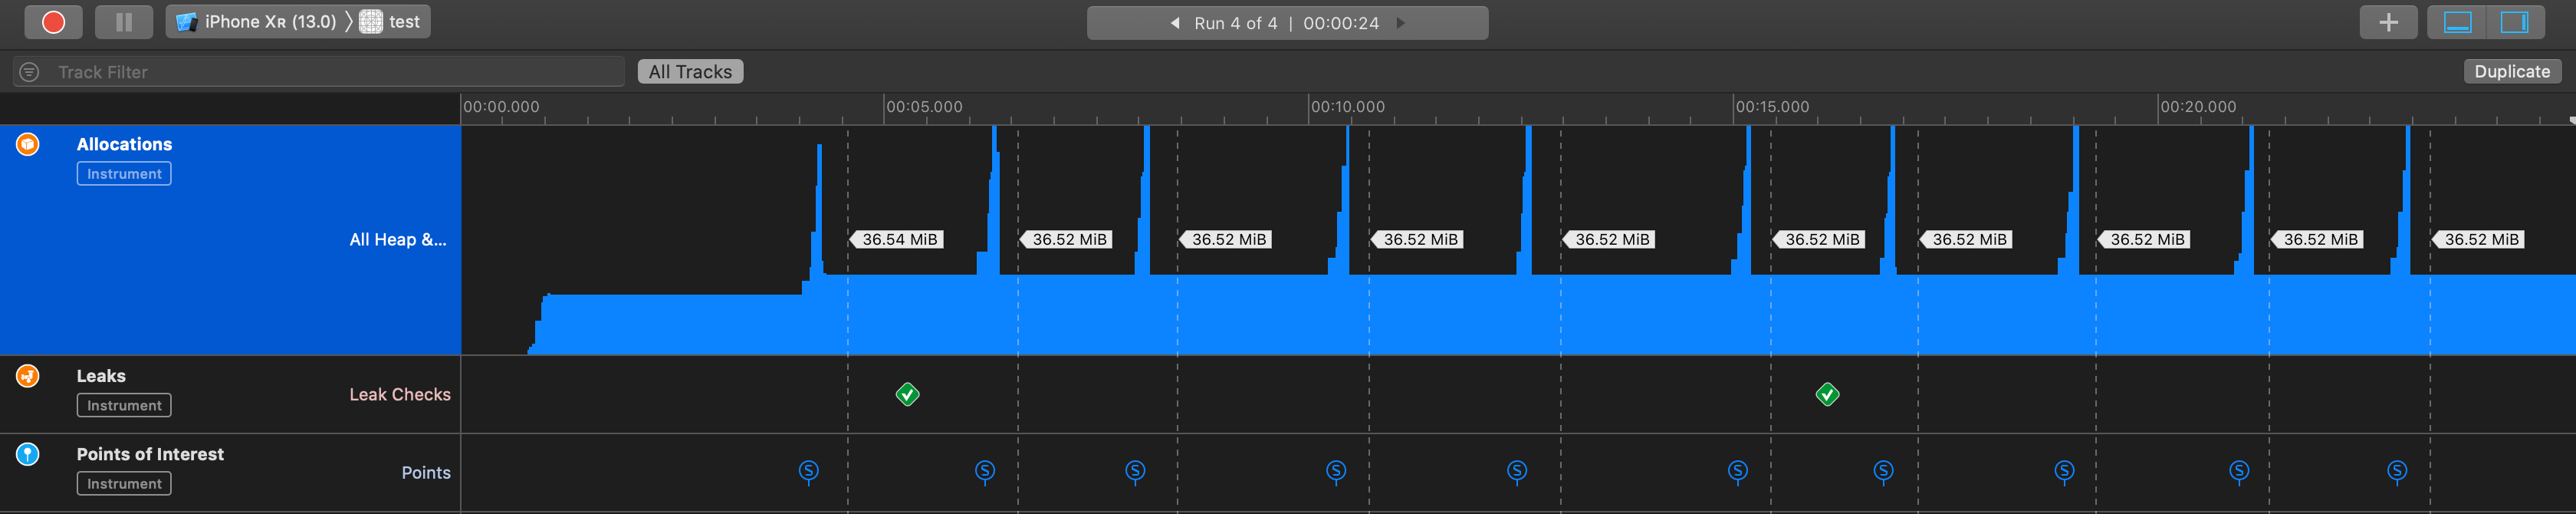 iPhone XR (13.0) 〉 test
Run 4 of 4 | 00:00:24
Track Filter
All Tracks
Duplicate
00:00.000 00:05.000 00:10.000 00:15.000 00:20.000
Allocations
Instrument
All Heap &...
36.54 MiB 36.52 MiB 36.52 MiB 36.52 MiB 36.52 MiB 36.52 MiB 36.52 MiB 36.52 MiB 36.52 MiB 36.52 MiB
Leaks
Instrument
Leak Checks
Points of Interest
Instrument
Points
S S S S S S S S S S